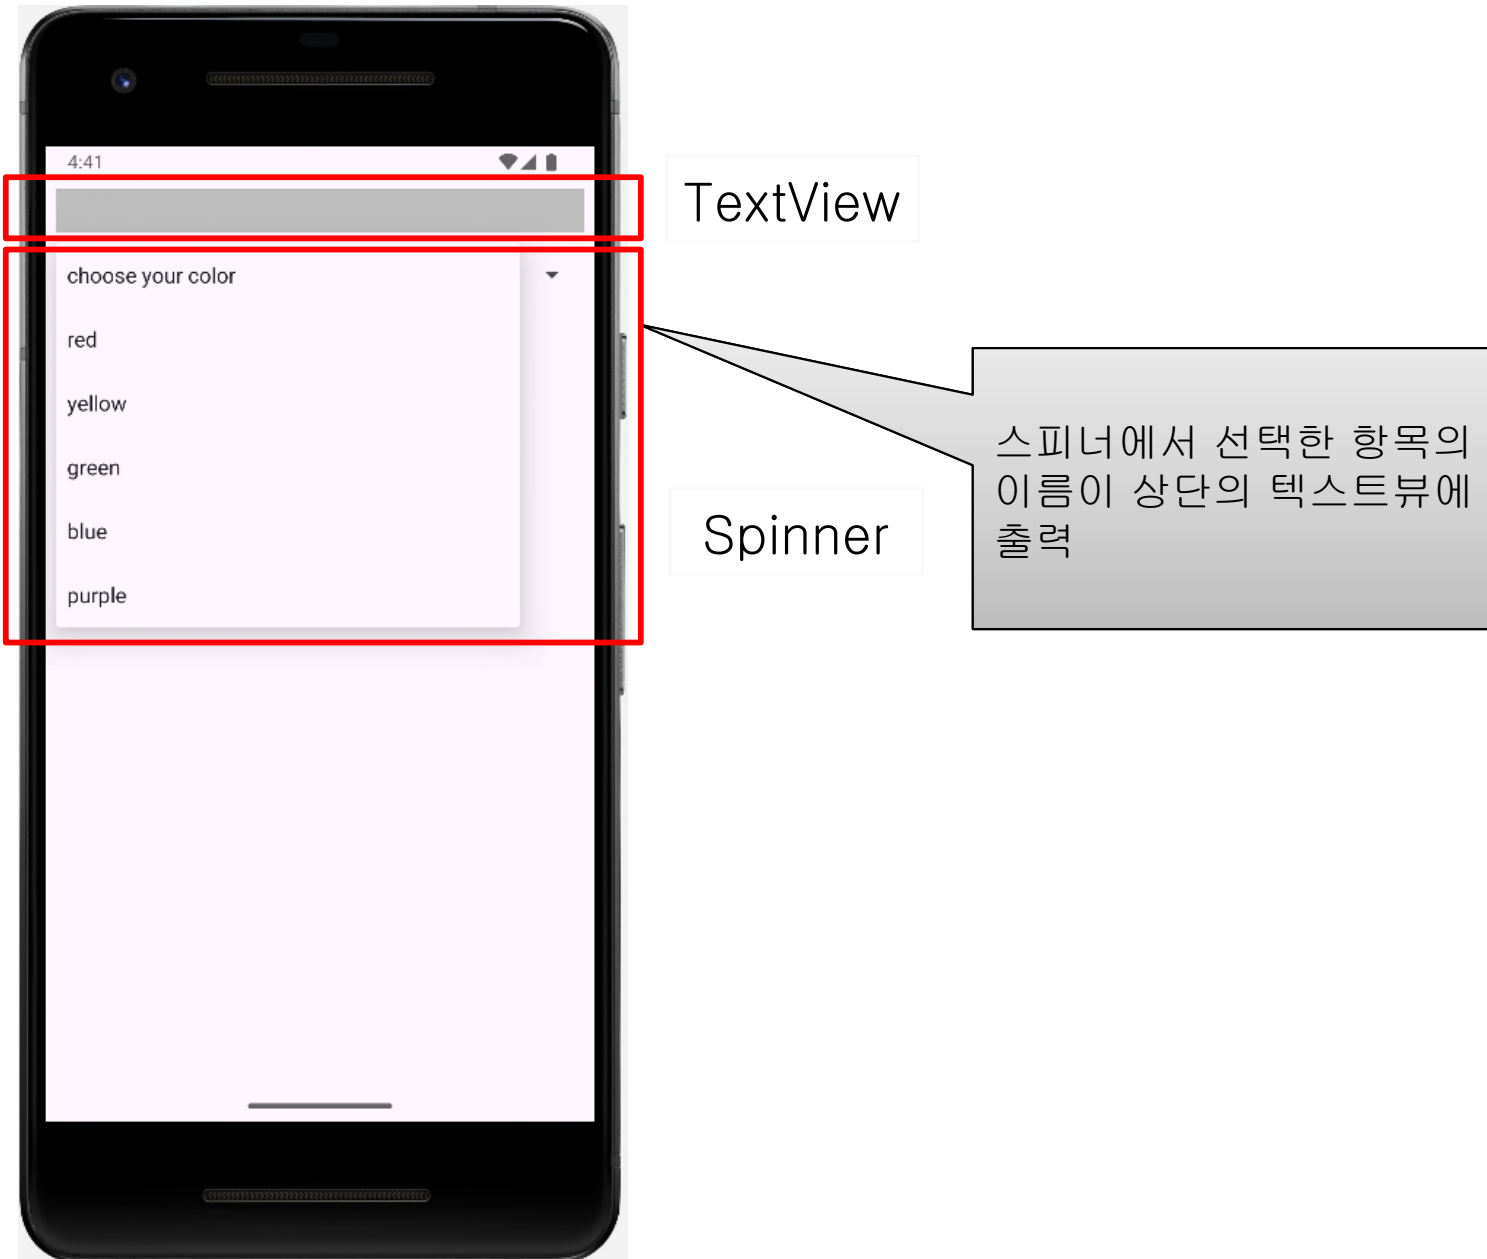 4:41
TextView
choose your color
red
yellow
green
blue
purple
Spinner
스피너에서 선택한 항목의
이름이 상단의 텍스트뷰에
출력